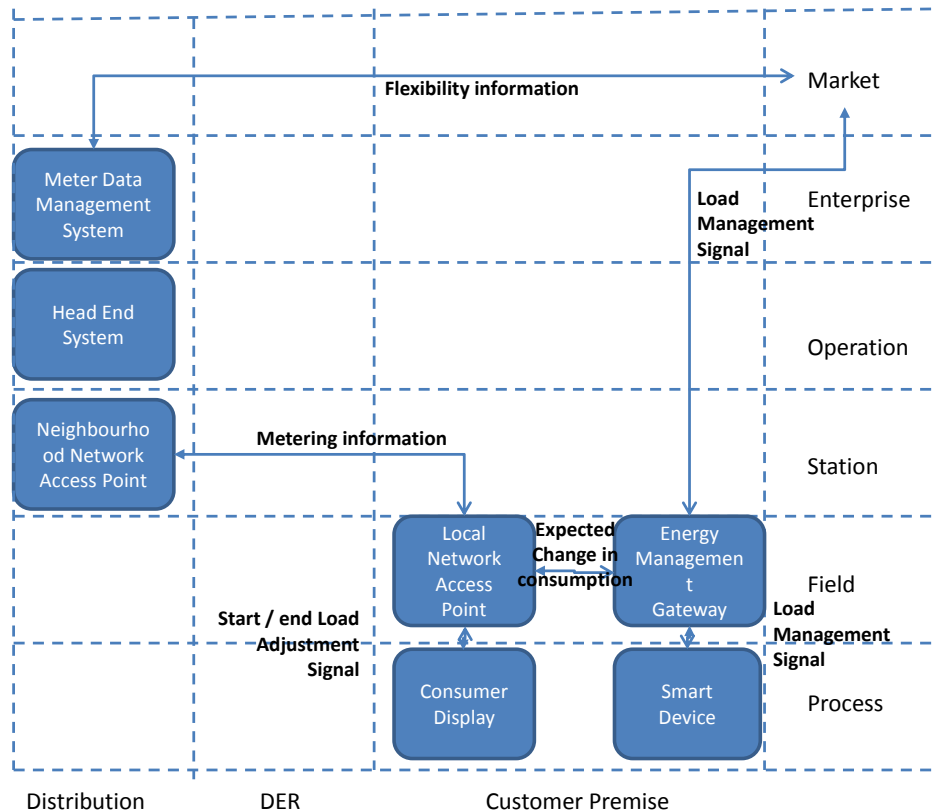 Market
Flexibility information
Meter Data
Management
System
Load
Management
Signal
Enterprise
Head End
System
Operation
Neighbourho
od Network
Access Point
Metering information
Station
Local
Network
Access
Point
Expected
Change in
consumption
Energy
Managemen
t
Gateway
Field
Start / end Load
Adjustment
Signal
Load
Management
Signal
Consumer
Display
Smart
Device
Process
Distribution
DER
Customer Premise